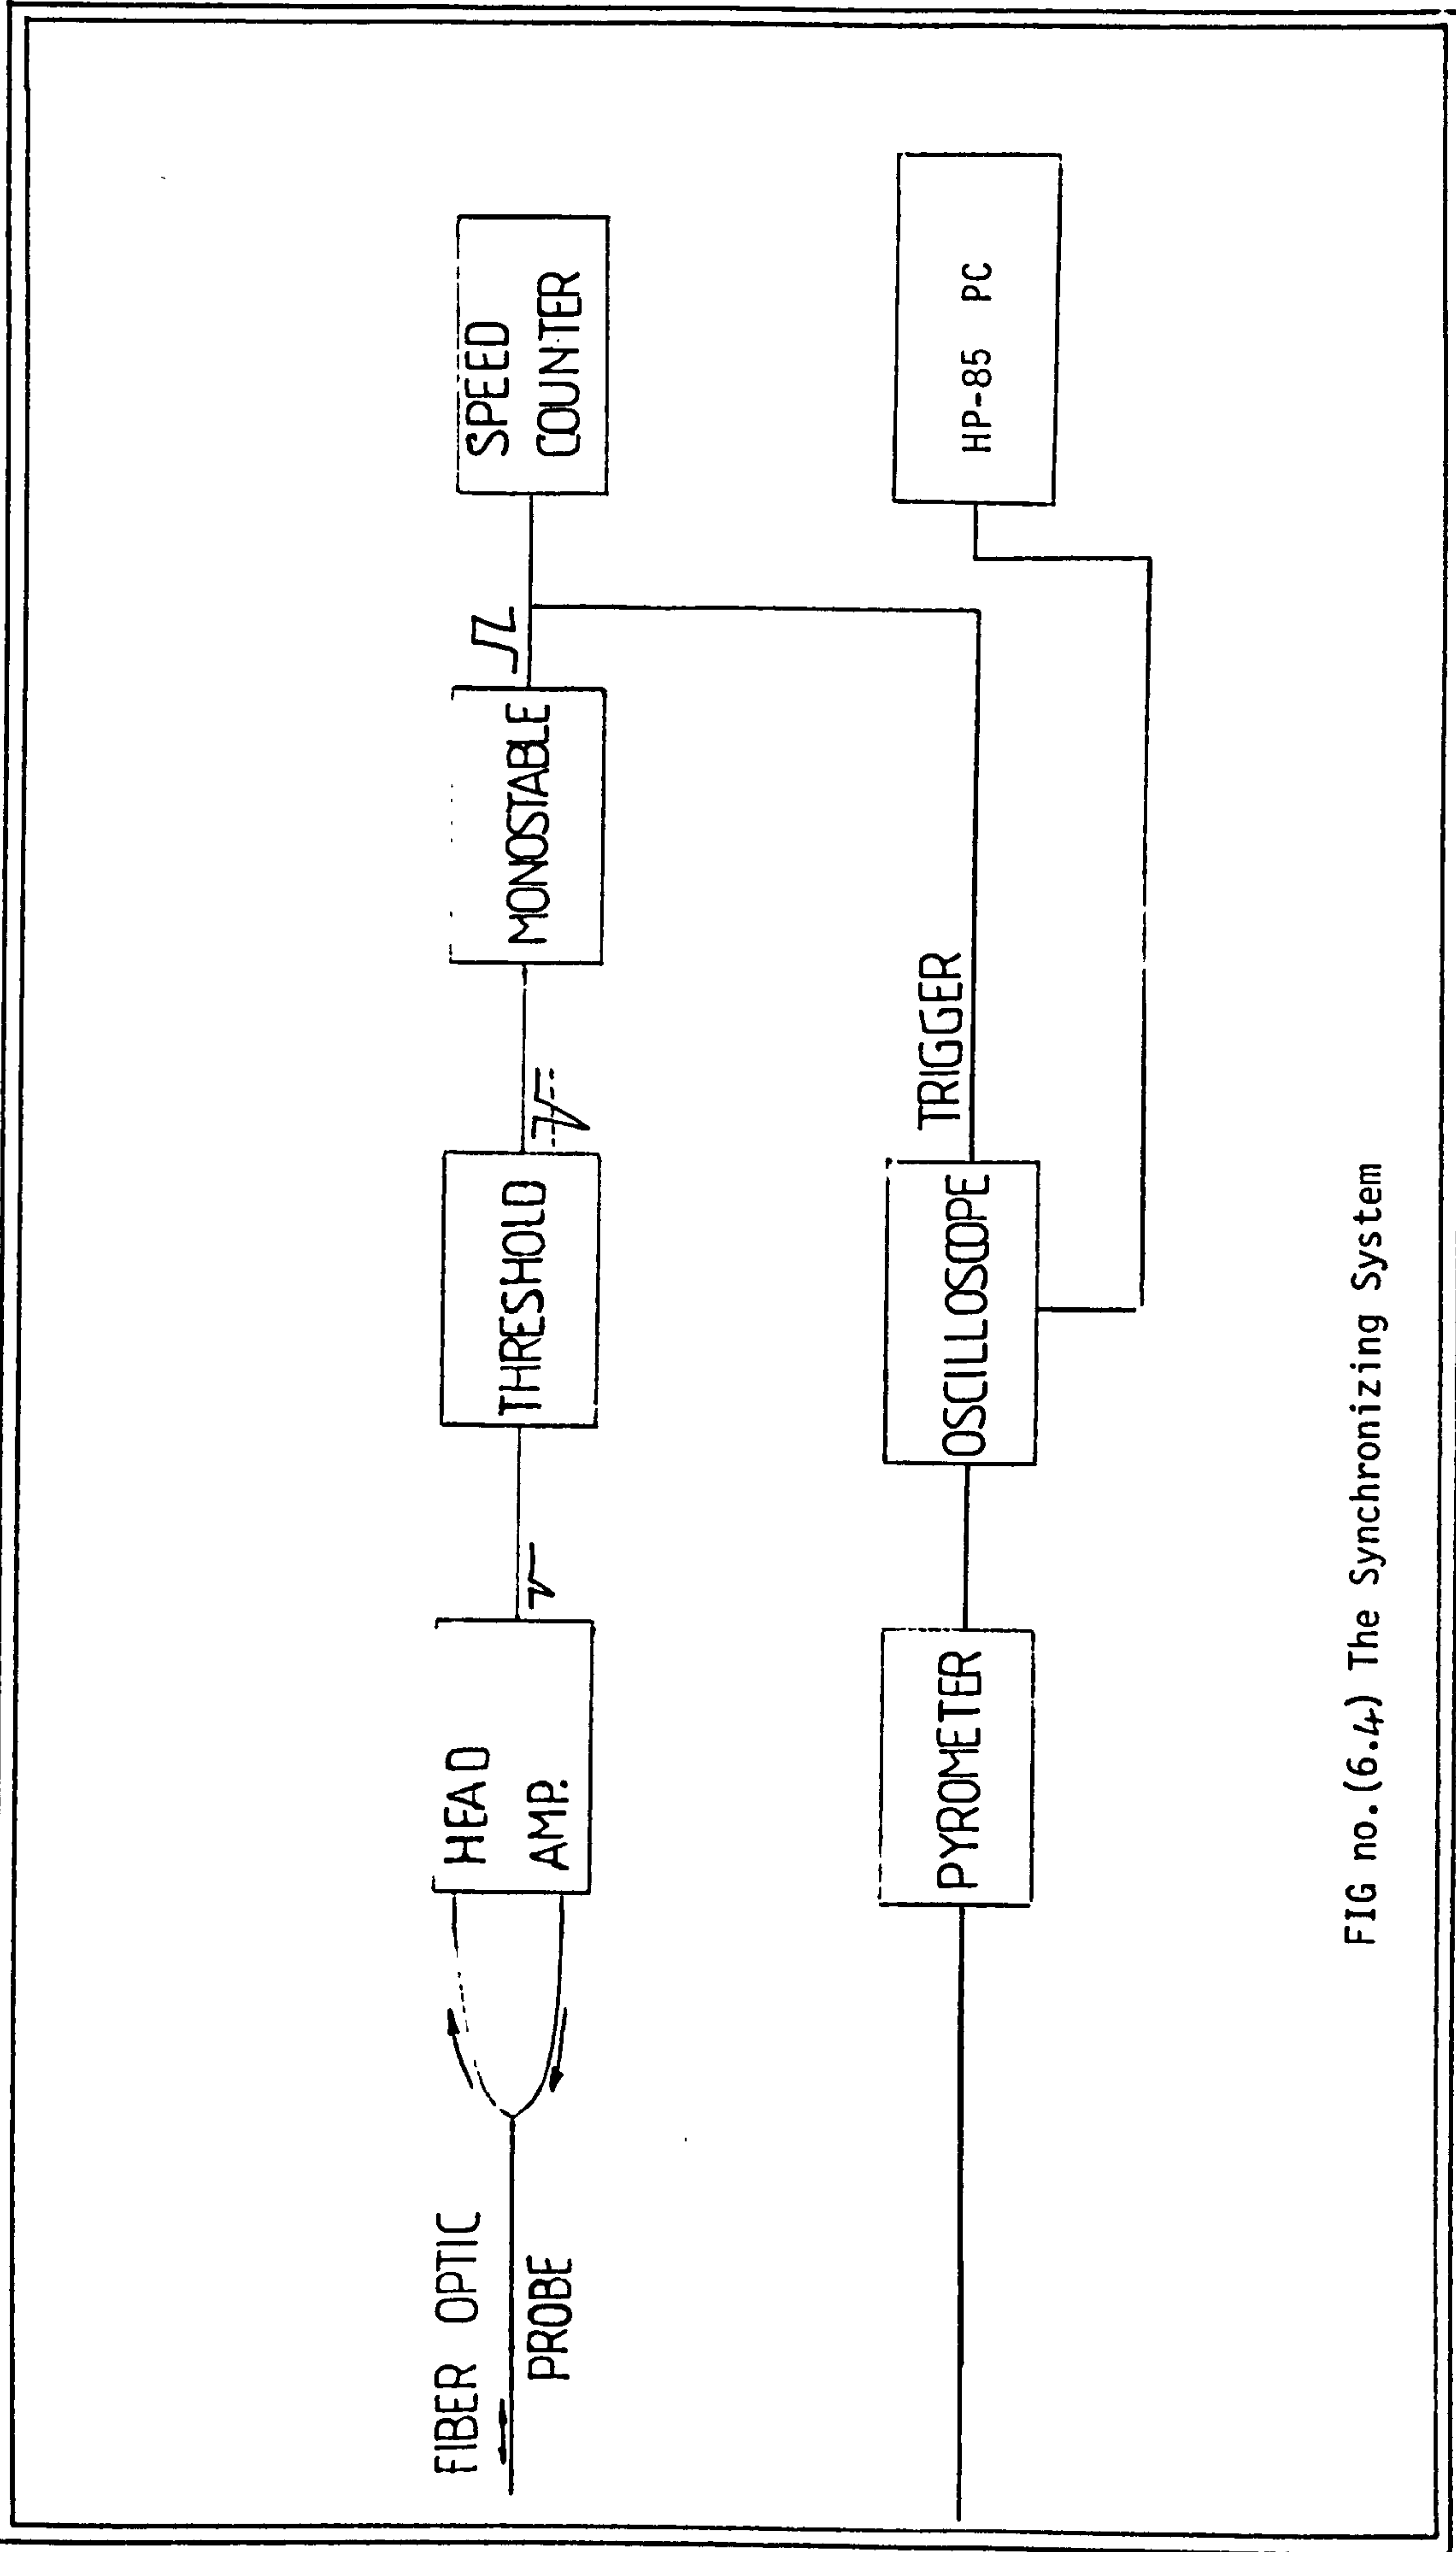 FIBER OPTIC
PROBE
HEAD
AMP.
THRESHOLD
MONOSTABLE
SPEED
COUNTER
PYROMETER
OSCILLOSCOPE
TRIGGER
HP-85 PC
FIG no.(6.4) The Synchronizing System